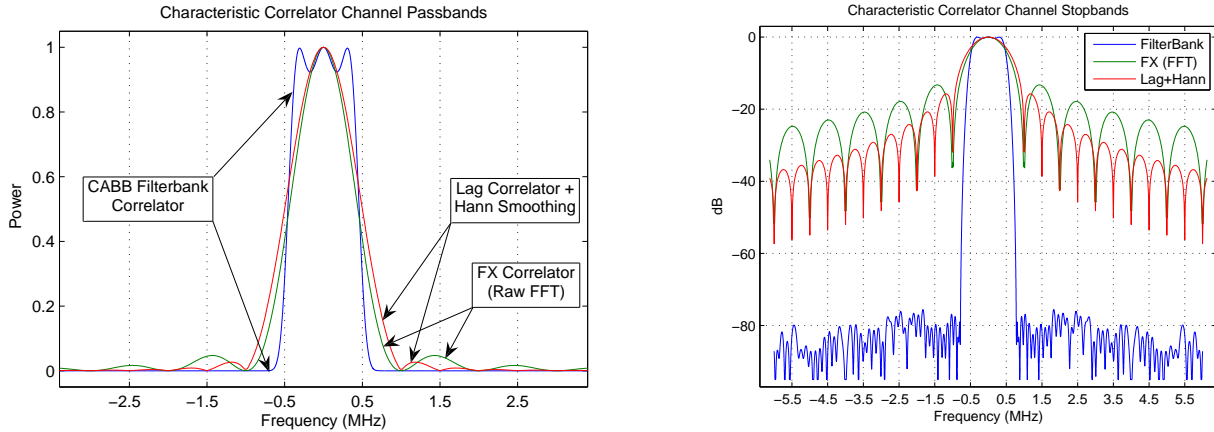 Characteristic Correlator Channel Passbands
1
0.8
0.6
0.4
0.2
0
Power
CABB Filterbank
Correlator
Lag Correlator +
Hann Smoothing
FX Correlator
(Raw FFT)
−2.5 −1.5 −0.5 0.5 1.5 2.5
Frequency (MHz)
Characteristic Correlator Channel Stopbands
0
−20
−40
−60
−80
dB
FilterBank
FX (FFT)
Lag+Hann
−5.5 −4.5 −3.5 −2.5 −1.5 −0.5 0.5 1.5 2.5 3.5 4.5 5.5
Frequency (MHz)